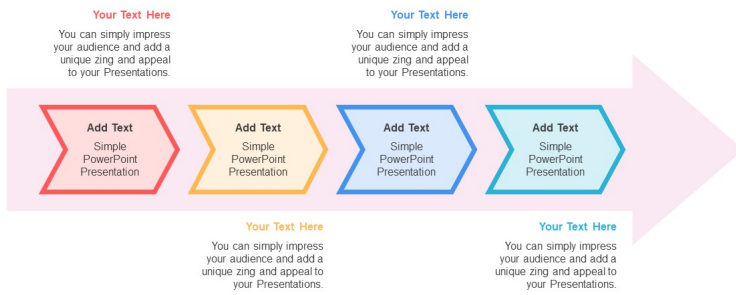 Your Text Here
You can simply impress
your audience and add a
unique zing and appeal
to your Presentations.
Your Text Here
You can simply impress
your audience and add a
unique zing and appeal
to your Presentations.
Add Text
Simple
PowerPoint
Presentation
Add Text
Simple
PowerPoint
Presentation
Add Text
Simple
PowerPoint
Presentation
Add Text
Simple
PowerPoint
Presentation
Your Text Here
You can simply impress
your audience and add a
unique zing and appeal to
your Presentations.
Your Text Here
You can simply impress
your audience and add a
unique zing and appeal to
your Presentations.